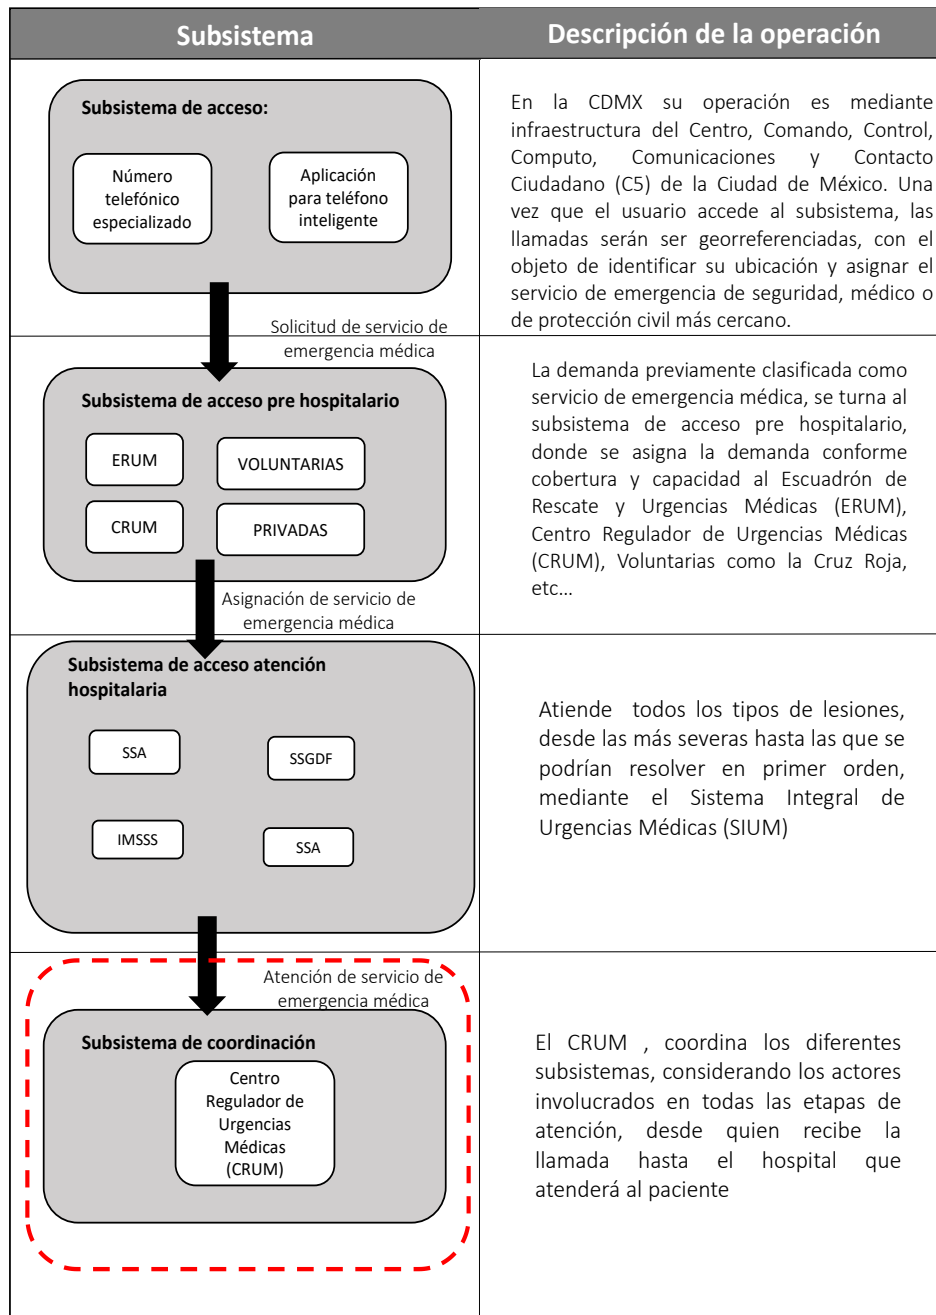 Subsistema
Descripción de la operación
Subsistema de acceso:
Número
telefónico
especializado
Aplicación
para teléfono
inteligente
En la CDMX su operación es mediante
infraestructura del Centro, Comando, Control,
Computo, Comunicaciones y Contacto
Ciudadano (C5) de la Ciudad de México. Una
vez que el usuario accede al subsistema, las
llamadas serán ser georreferenciadas, con el
objeto de identificar su ubicación y asignar el
servicio de emergencia de seguridad, médico o
de protección civil más cercano.
Solicitud de servicio de
emergencia médica
Subsistema de acceso pre hospitalario
ERUM
VOLUNTARIAS
CRUM
PRIVADAS
La demanda previamente clasificada como
servicio de emergencia médica, se turna al
subsistema de acceso pre hospitalario,
donde se asigna la demanda conforme
cobertura y capacidad al Escuadrón de
Rescate y Urgencias Médicas (ERUM),
Centro Regulador de Urgencias Médicas
(CRUM), Voluntarias como la Cruz Roja,
etc…
Asignación de servicio de
emergencia médica
Subsistema de acceso atención
hospitalaria
SSA
SSGDF
IMSSS
SSA
Atiende todos los tipos de lesiones,
desde las más severas hasta las que se
podrían resolver en primer orden,
mediante el Sistema Integral de
Urgencias Médicas (SIUM)
Atención de servicio de
emergencia médica
Subsistema de coordinación
Centro
Regulador de
Urgencias
Médicas
(CRUM)
El CRUM , coordina los diferentes
subsistemas, considerando los actores
involucrados en todas las etapas de
atención, desde quien recibe la
llamada hasta el hospital que
atenderá al paciente